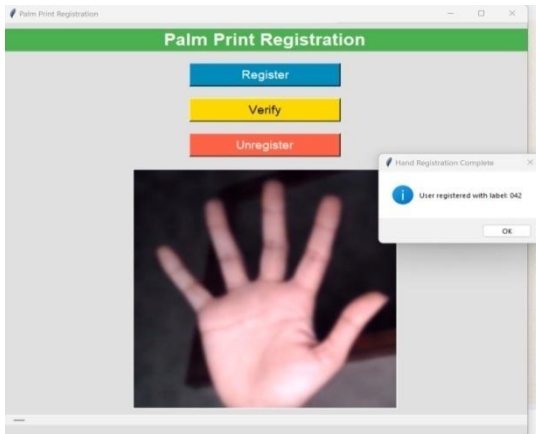 Palm Print Registration
Palm Print Registration
Register
Verify
Unregister
Hand Registration Complete
User registered with label: 042
OK